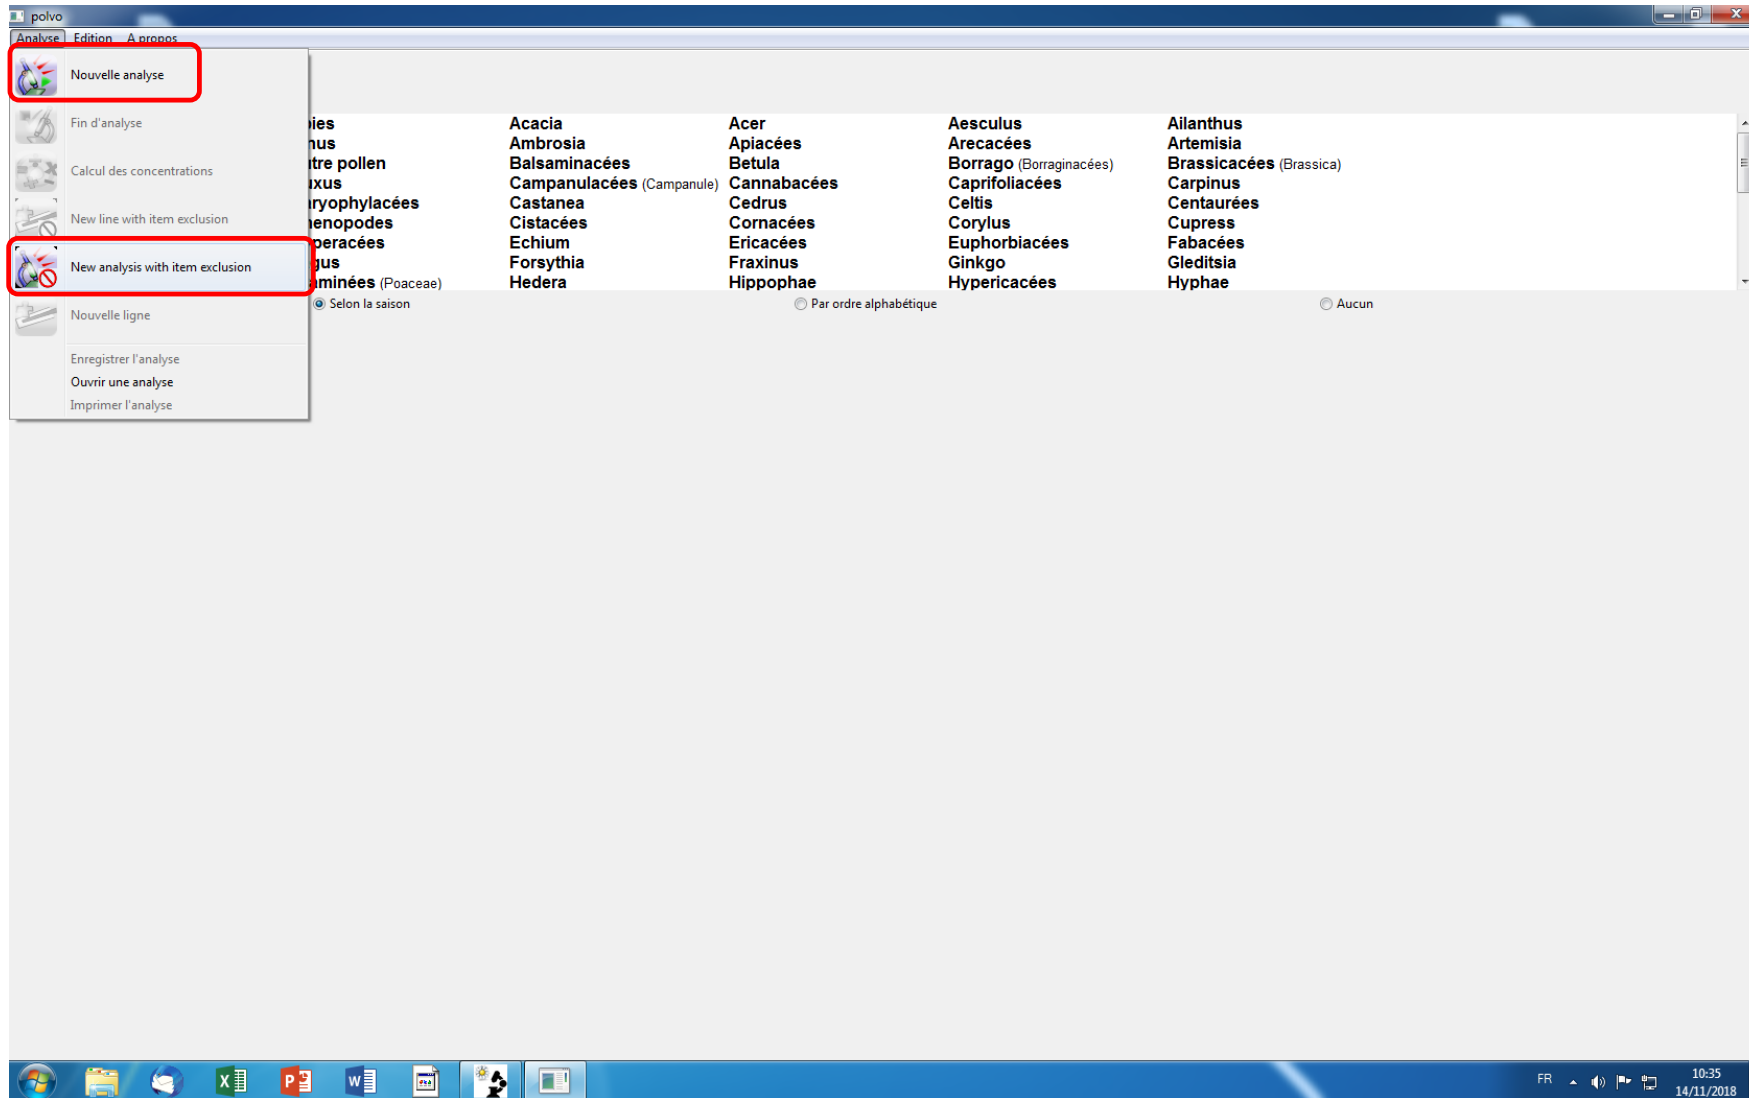 polvo
Analyse Edition A propos
Nouvelle analyse
Fin d'analyse
Calcul des concentrations
New line with item exclusion
New analysis with item exclusion
Nouvelle ligne
Enregistrer l'analyse
Ouvrir une analyse
Imprimer l'analyse
Acacia Acer Aesculus Ailanthus
Ambrosia Apiacées Arecacées Artemisia
pollen Balsaminacées Betula Borrago (Borraginacées) Brassicacées (Brassica)
Campanulacées (Campanule) Cannabacées Caprifoliacées Carpinus
Castanea Cedrus Celtis Centaurées
Cistacées Cornacées Corylus Cupress
Echium Ericacées Euphorbiacées Fabacées
Forsythia Fraxinus Ginkgo Gleditsia
(Poaceae) Hedera Hippophae Hypericacées Hyphae
Selon la saison Par ordre alphabétique Aucun
FR 10:35
14/11/2018